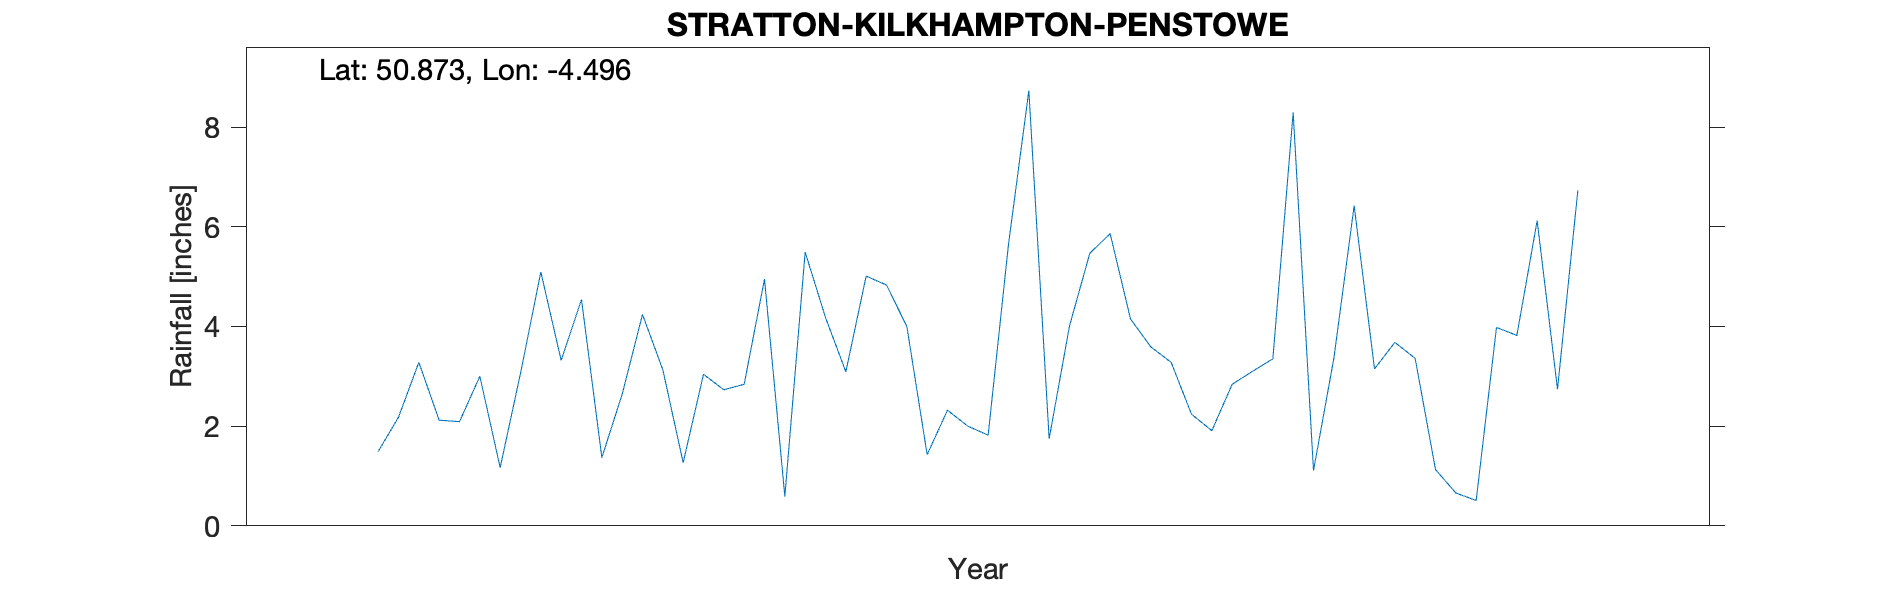 STRATTON-KILKHAMPTON-PENSTOWE
Lat: 50.873, Lon: -4.496
8
6
4
2
0
Rainfall [inches]
Year